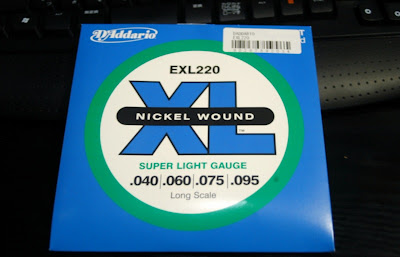 D'Addario
EXL220
XL
NICKEL WOUND
SUPER LIGHT GAUGE
.040 .060 .075 .095
Long Scale